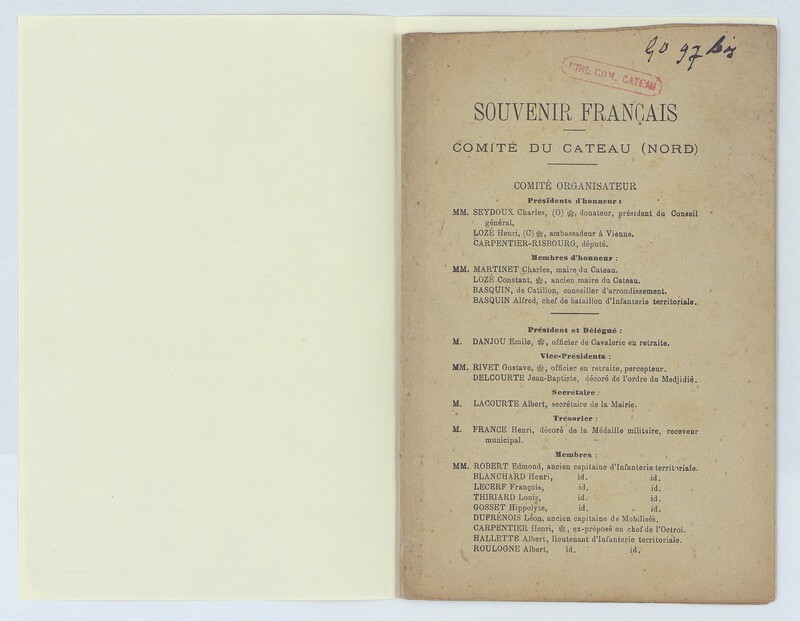 Go 97 bis
BIBL. COM. CATEAU
SOUVENIR FRANÇAIS
COMITÉ DU CATEAU (NORD)
COMITÉ ORGANISATEUR
Présidents d'honneur :
MM. SEYDOUX Charles, (O) ✻, donateur, président du Conseil
général,
LOZÉ Henri, (C) ✻, ambassadeur à Vienne.
CARPENTIER-RISBOURG, député.
Membres d'honneur :
MM. MARTINET Charles, maire du Cateau.
LOZÉ Constant, ✻, ancien maire du Cateau.
BASQUIN, de Catillon, conseiller d'arrondissement.
BASQUIN Alfred, chef de bataillon d'Infanterie territoriale.
Président et Délégué :
M. DANJOU Emile, ✻, officier de Cavalerie en retraite.
Vice-Présidents :
MM. RIVET Gustave, ✻, officier en retraite, percepteur.
DELCOURTE Jean-Baptiste, décoré de l'ordre du Medjidié.
Secrétaire :
M. LACOURTE Albert, secrétaire de la Mairie.
Trésorier :
M. FRANCE Henri, décoré de la Médaille militaire, receveur
municipal.
Membres :
MM. ROBERT Edmond, ancien capitaine d'Infanterie territoriale.
BLANCHARD Henri, id. id.
LECERF François, id. id.
THIRIARD Louis, id. id.
GOSSET Hippolyte, id. id.
DUFRÉNOIS Léon, ancien capitaine de Mobilisés.
CARPENTIER Henri, ✻, ex-préposé en chef de l'Octroi.
HALLETTE Albert, lieutenant d'Infanterie territoriale.
ROULOGNE Albert, id. id.